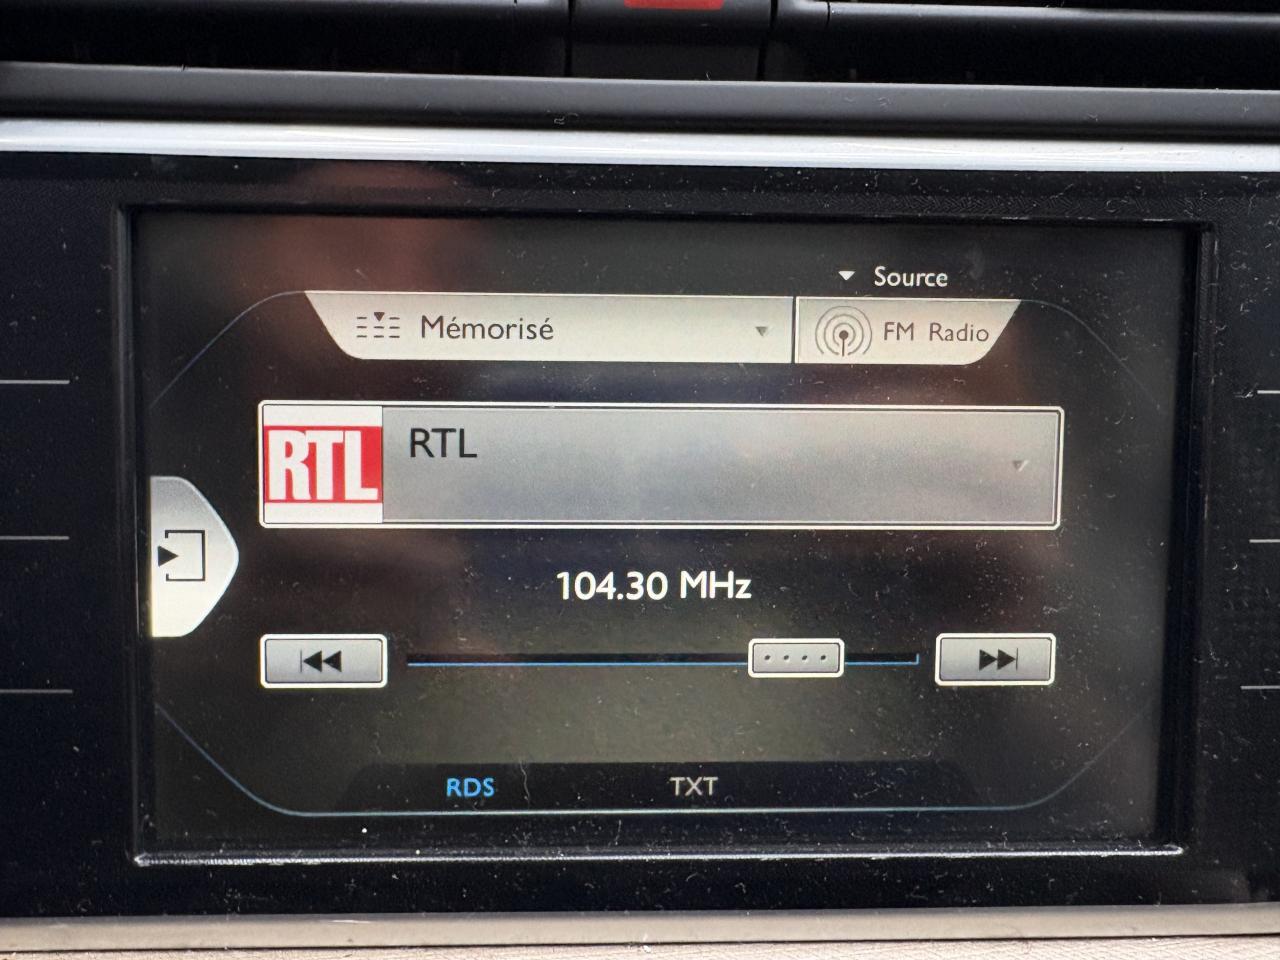 Source
Mémorisé
FM Radio
RTL
RTL
104.30 MHz
RDS
TXT